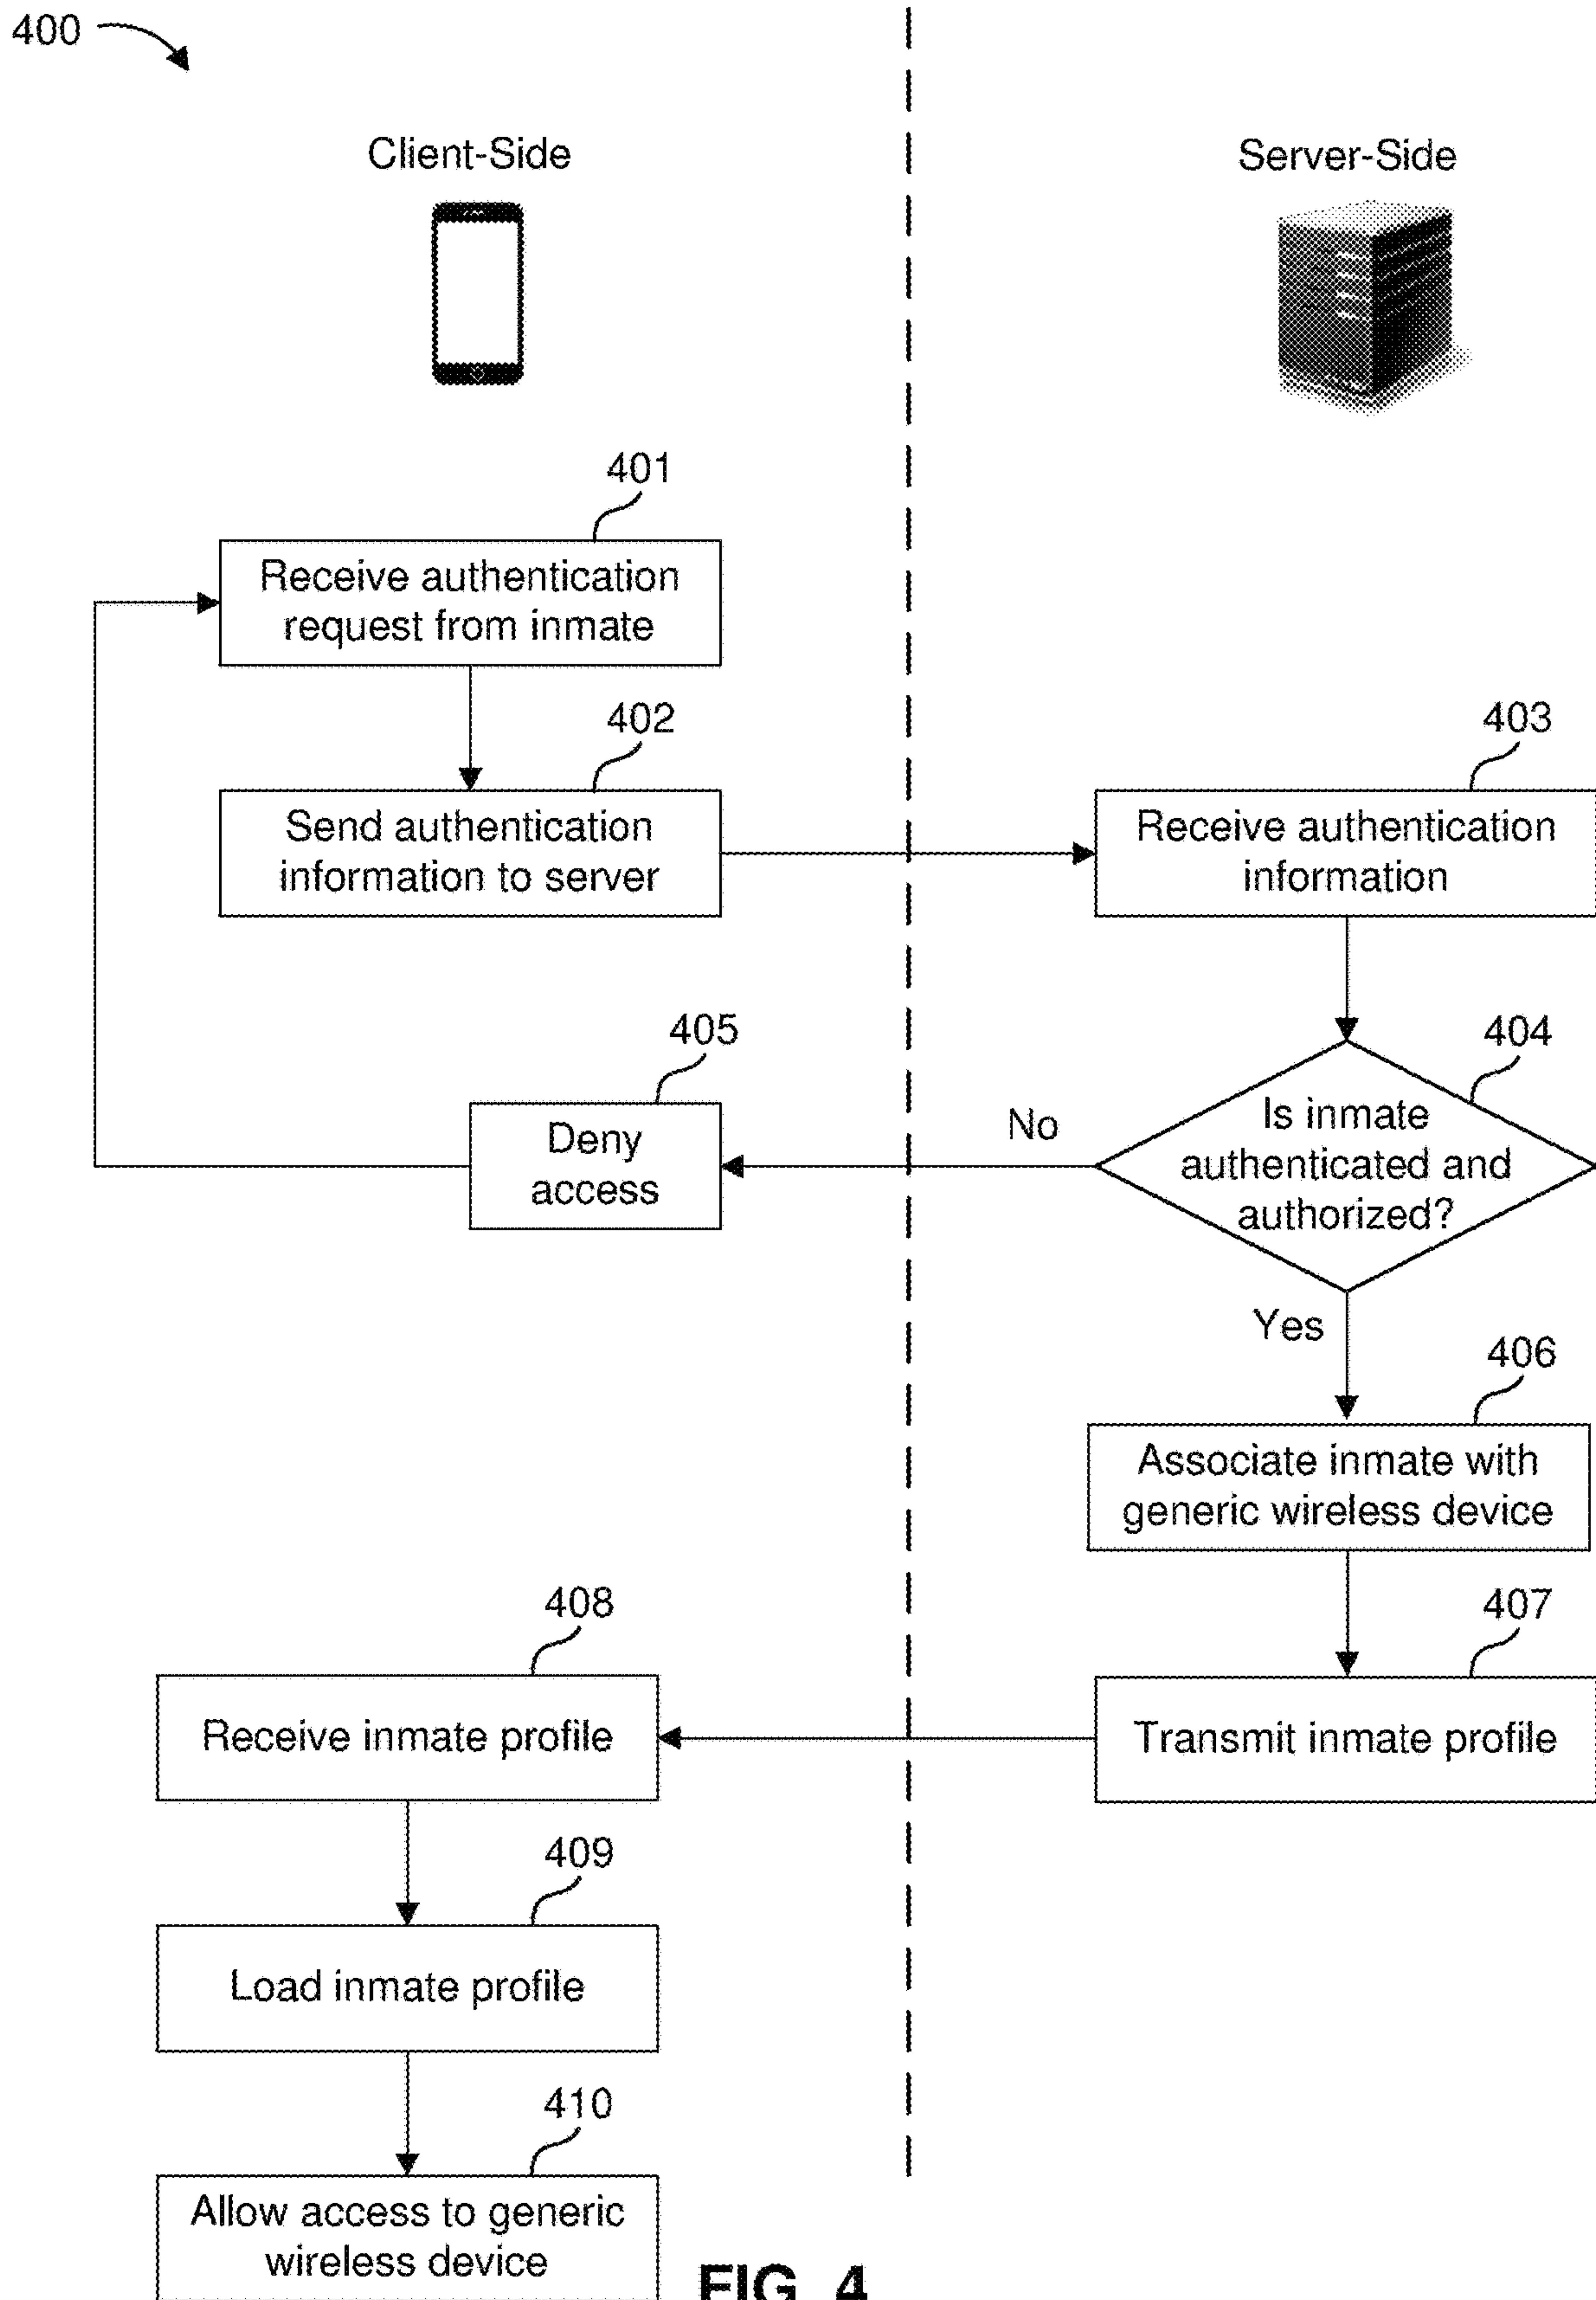 400
Client-Side
Server-Side
401
Receive authentication
request from inmate
402
Send authentication
information to server
403
Receive authentication
information
404
Is inmate
authenticated and
authorized?
No
405
Deny
access
Yes
406
Associate inmate with
generic wireless device
407
Transmit inmate profile
408
Receive inmate profile
409
Load inmate profile
410
Allow access to generic
wireless device
FIG. 4